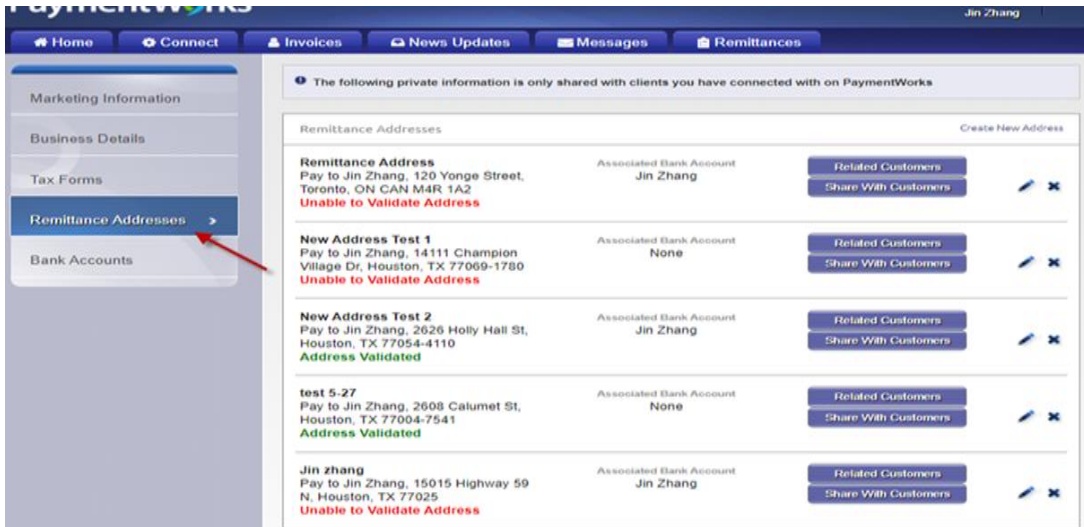 PaymentWorks
Jin Zhang
Home
Connect
Invoices
News Updates
Messages
Remittances
Marketing Information
Business Details
Tax Forms
Remittance Addresses
Bank Accounts
The following private information is only shared with clients you have connected with on PaymentWorks
Remittance Addresses
Create New Address
Remittance Address
Pay to Jin Zhang, 120 Yonge Street,
Toronto, ON CAN M4R 1A2
Unable to Validate Address
Associated Bank Account
Jin Zhang
Related Customers
Share With Customers
New Address Test 1
Pay to Jin Zhang, 14111 Champion
Village Dr, Houston, TX 77069-1780
Unable to Validate Address
Associated Bank Account
None
Related Customers
Share With Customers
New Address Test 2
Pay to Jin Zhang, 2626 Holly Hall St,
Houston, TX 77054-4110
Address Validated
Associated Bank Account
Jin Zhang
Related Customers
Share With Customers
test 5-27
Pay to Jin Zhang, 2608 Calumet St,
Houston, TX 77004-7541
Address Validated
Associated Bank Account
None
Related Customers
Share With Customers
Jin zhang
Pay to Jin Zhang, 15015 Highway 59
N, Houston, TX 77025
Unable to Validate Address
Associated Bank Account
Jin Zhang
Related Customers
Share With Customers